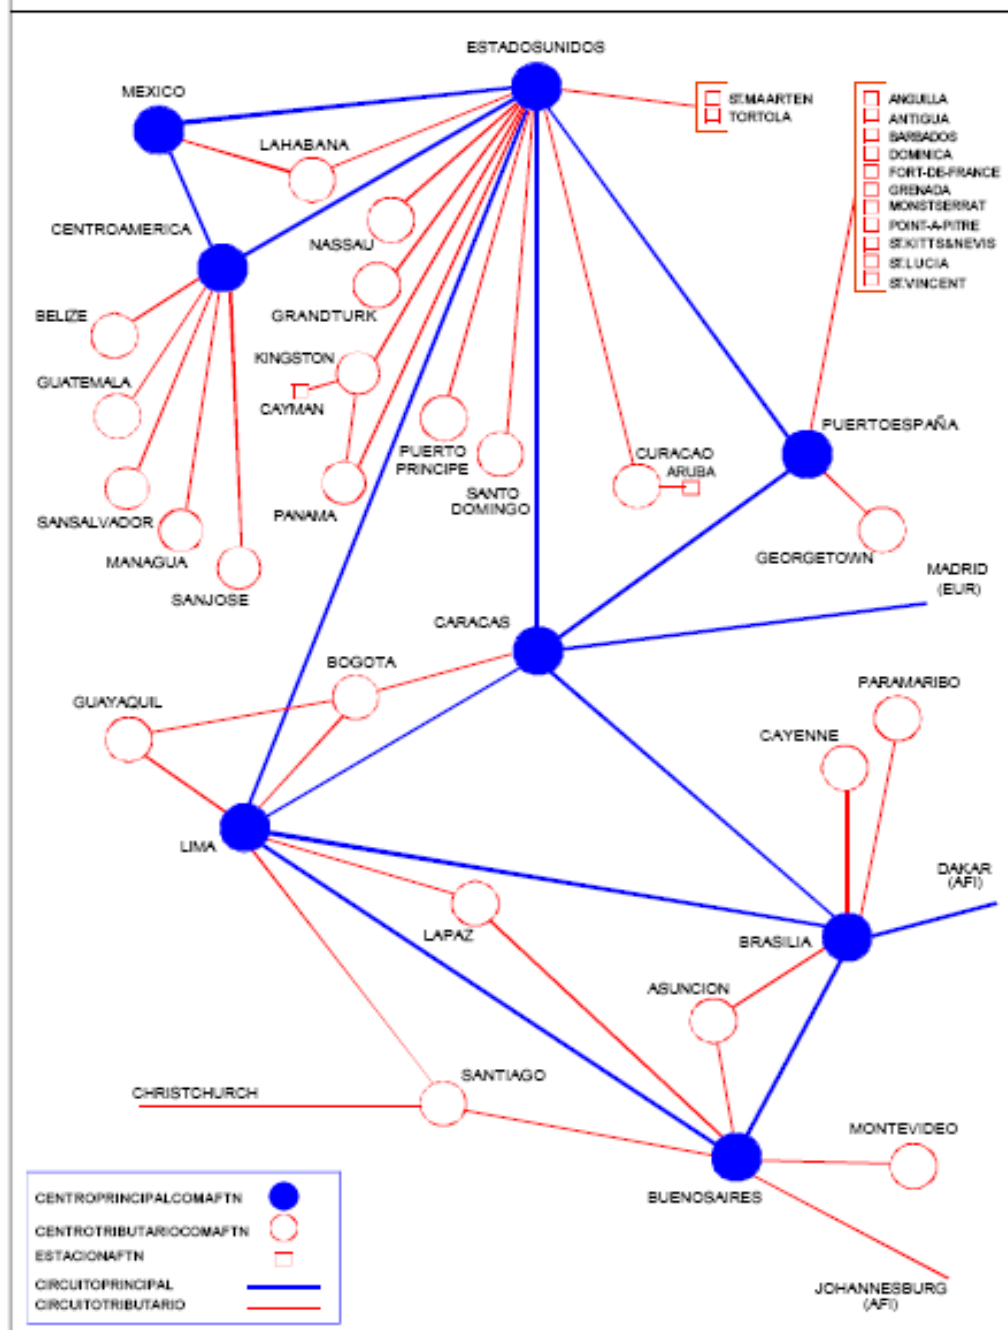 ESTADOSUNIDOS
MEXICO
ST.MAARTEN
TORTOLA
ANGUILLA
ANTIGUA
BARBADOS
DOMINICA
FORT-DE-FRANCE
GRENADA
MONSTSERRAT
POINT-A-PITRE
ST.KITTS&NEVIS
ST.LUCIA
ST.VINCENT
LAHABANA
CENTROAMERICA
NASSAU
BELIZE
GRANDTURK
KINGSTON
GUATEMALA
CAYMAN
PUERTOESPAÑA
PUERTO
PRINCIPE
CURACAO
ARUBA
SANTO
DOMINGO
PANAMA
SANSALVADOR
MANAGUA
SANJOSE
GEORGETOWN
MADRID
(EUR)
CARACAS
BOGOTA
GUAYAQUIL
PARAMARIBO
CAYENNE
LIMA
DAKAR
(AFI)
LAPAZ
BRASILIA
ASUNCION
SANTIAGO
CHRISTCHURCH
MONTEVIDEO
BUENOSAIRES
JOHANNESBURG
(AFI)
CENTROPRINCIPALCOMAFTN
CENTROTRIBUTARIOCOMAFTN
ESTACIONAFTN
CIRCUITOPRINCIPAL
CIRCUITOTRIBUTARIO